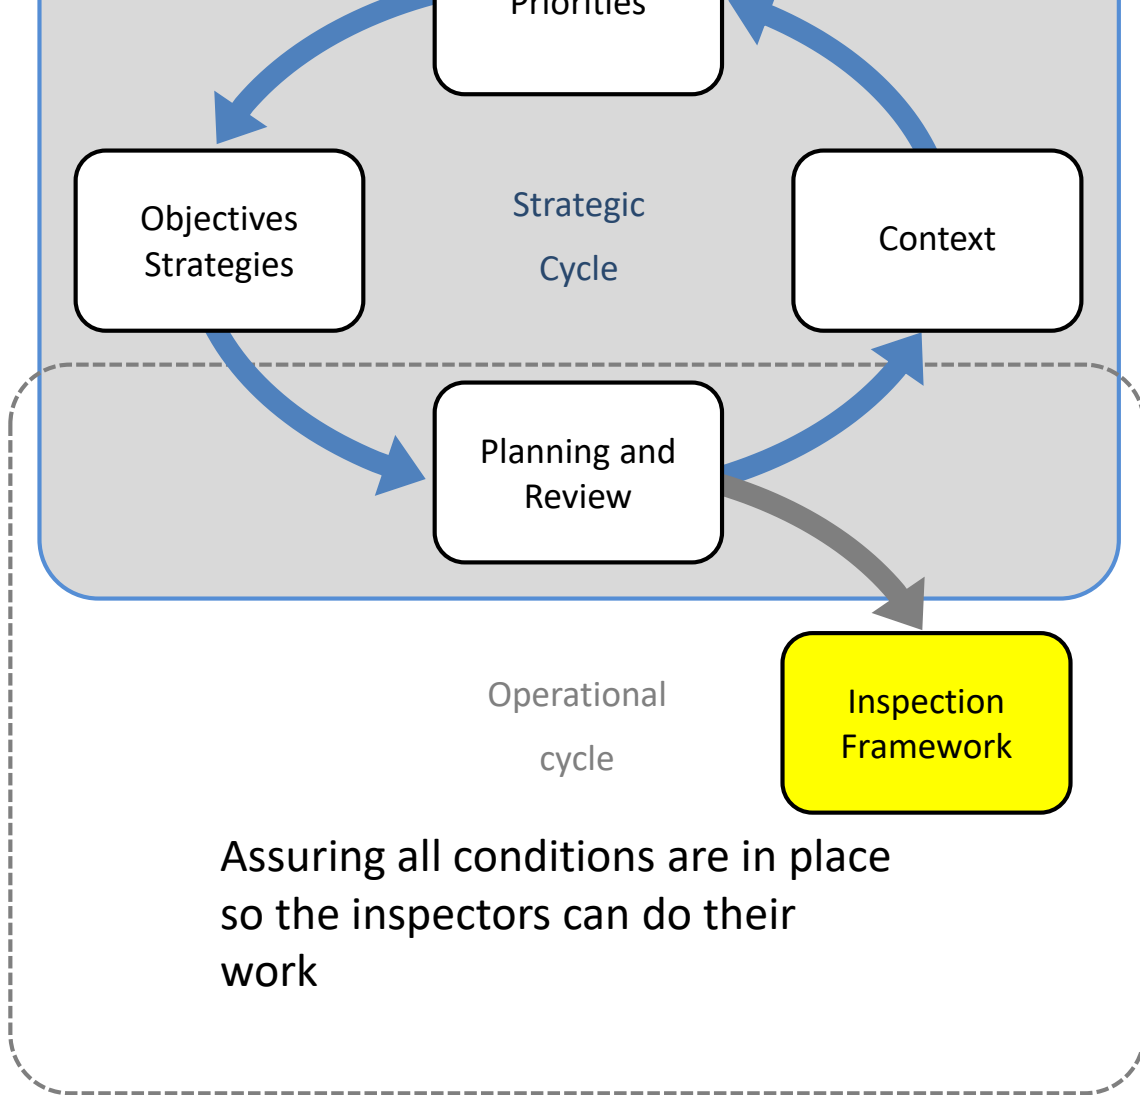 Priorities
Objectives
Strategies
Strategic
Cycle
Context
Planning and
Review
Operational
cycle
Inspection
Framework
Assuring all conditions are in place
so the inspectors can do their
work